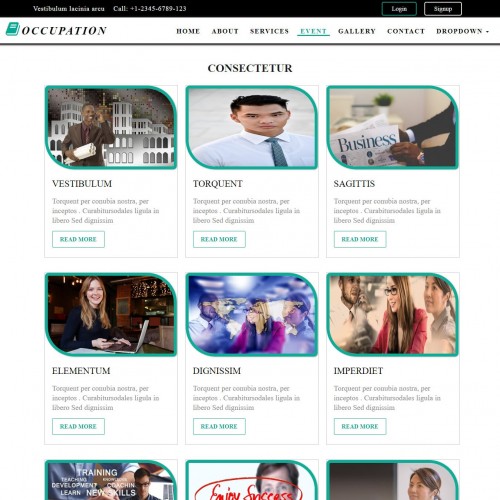 Vestibulum lacinia arcu Call: +1-2345-6789-123 Login Signup
OCCUPATION HOME ABOUT SERVICES EVENT GALLERY CONTACT DROPDOWN
CONSECTETUR
Business
VESTIBULUM TORQUENT SAGITTIS
Torquent per conubia nostra, per Torquent per conubia nostra, per Torquent per conubia nostra, per
inceptos . Curabitursodales ligula in inceptos . Curabitursodales ligula in inceptos . Curabitursodales ligula in
libero Sed dignissim libero Sed dignissim libero Sed dignissim
READ MORE READ MORE READ MORE
ELEMENTUM DIGNISSIM IMPERDIET
Torquent per conubia nostra, per Torquent per conubia nostra, per Torquent per conubia nostra, per
inceptos . Curabitursodales ligula in inceptos . Curabitursodales ligula in inceptos . Curabitursodales ligula in
libero Sed dignissim libero Sed dignissim libero Sed dignissim
READ MORE READ MORE READ MORE
TRAINING
TEACHING KNOWLEDGE
DEVELOPMENT COACHING
LEARN NEW SKILLS
Enjoy Success